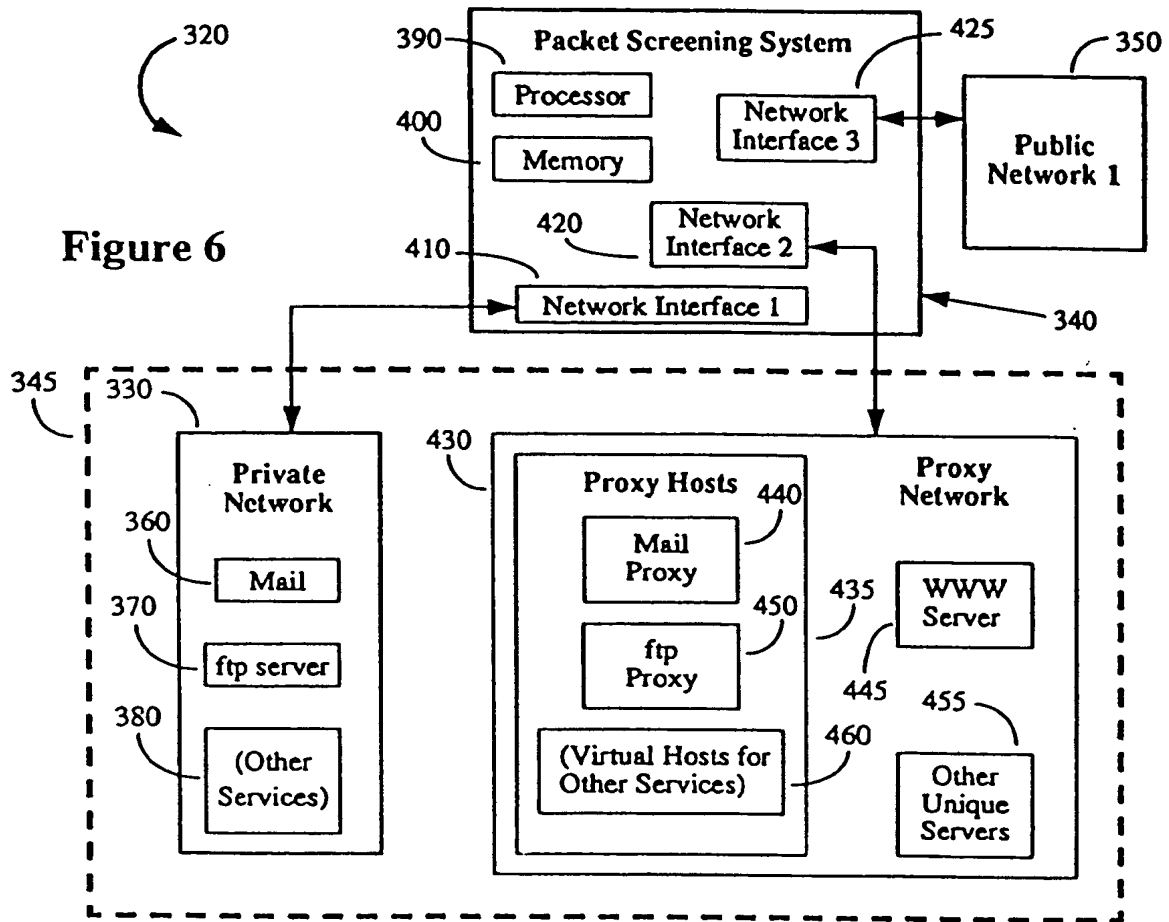 320
390
Packet Screening System
425
350
Processor
400
Memory
Network
Interface 3
Public
Network 1
Figure 6
420
Network
Interface 2
410
Network Interface 1
340
345
330
Private
Network
360
Mail
370
ftp server
380
(Other
Services)
430
Proxy Hosts
440
Mail
Proxy
450
ftp
Proxy
435
460
(Virtual Hosts for
Other Services)
Proxy
Network
WWW
Server
445
455
Other
Unique
Servers